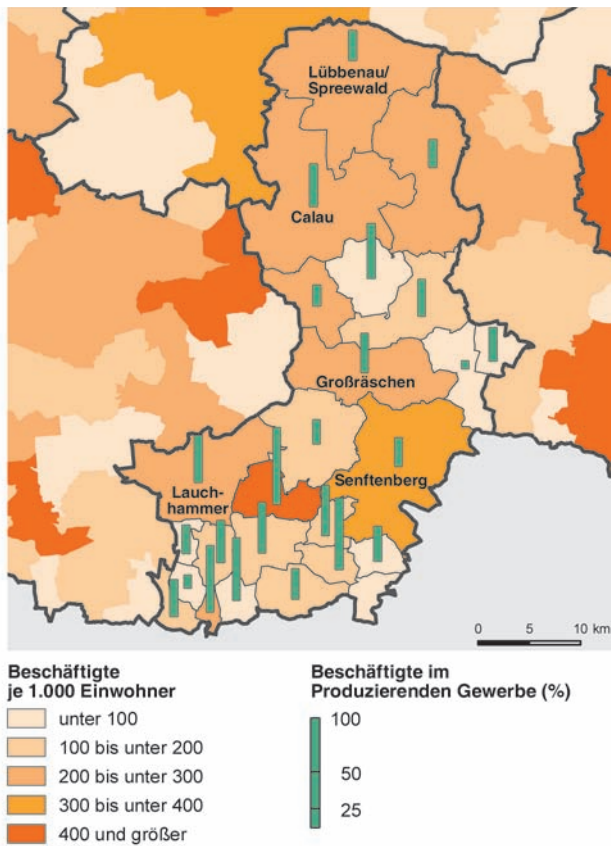 Lübbenau/
Spreewald
Calau
Großräschen
Senftenberg
Lauch-
hammer
0 5 10 km
Beschäftigte
je 1.000 Einwohner
unter 100
100 bis unter 200
200 bis unter 300
300 bis unter 400
400 und größer
Beschäftigte im
Produzierenden Gewerbe (%)
100
50
25